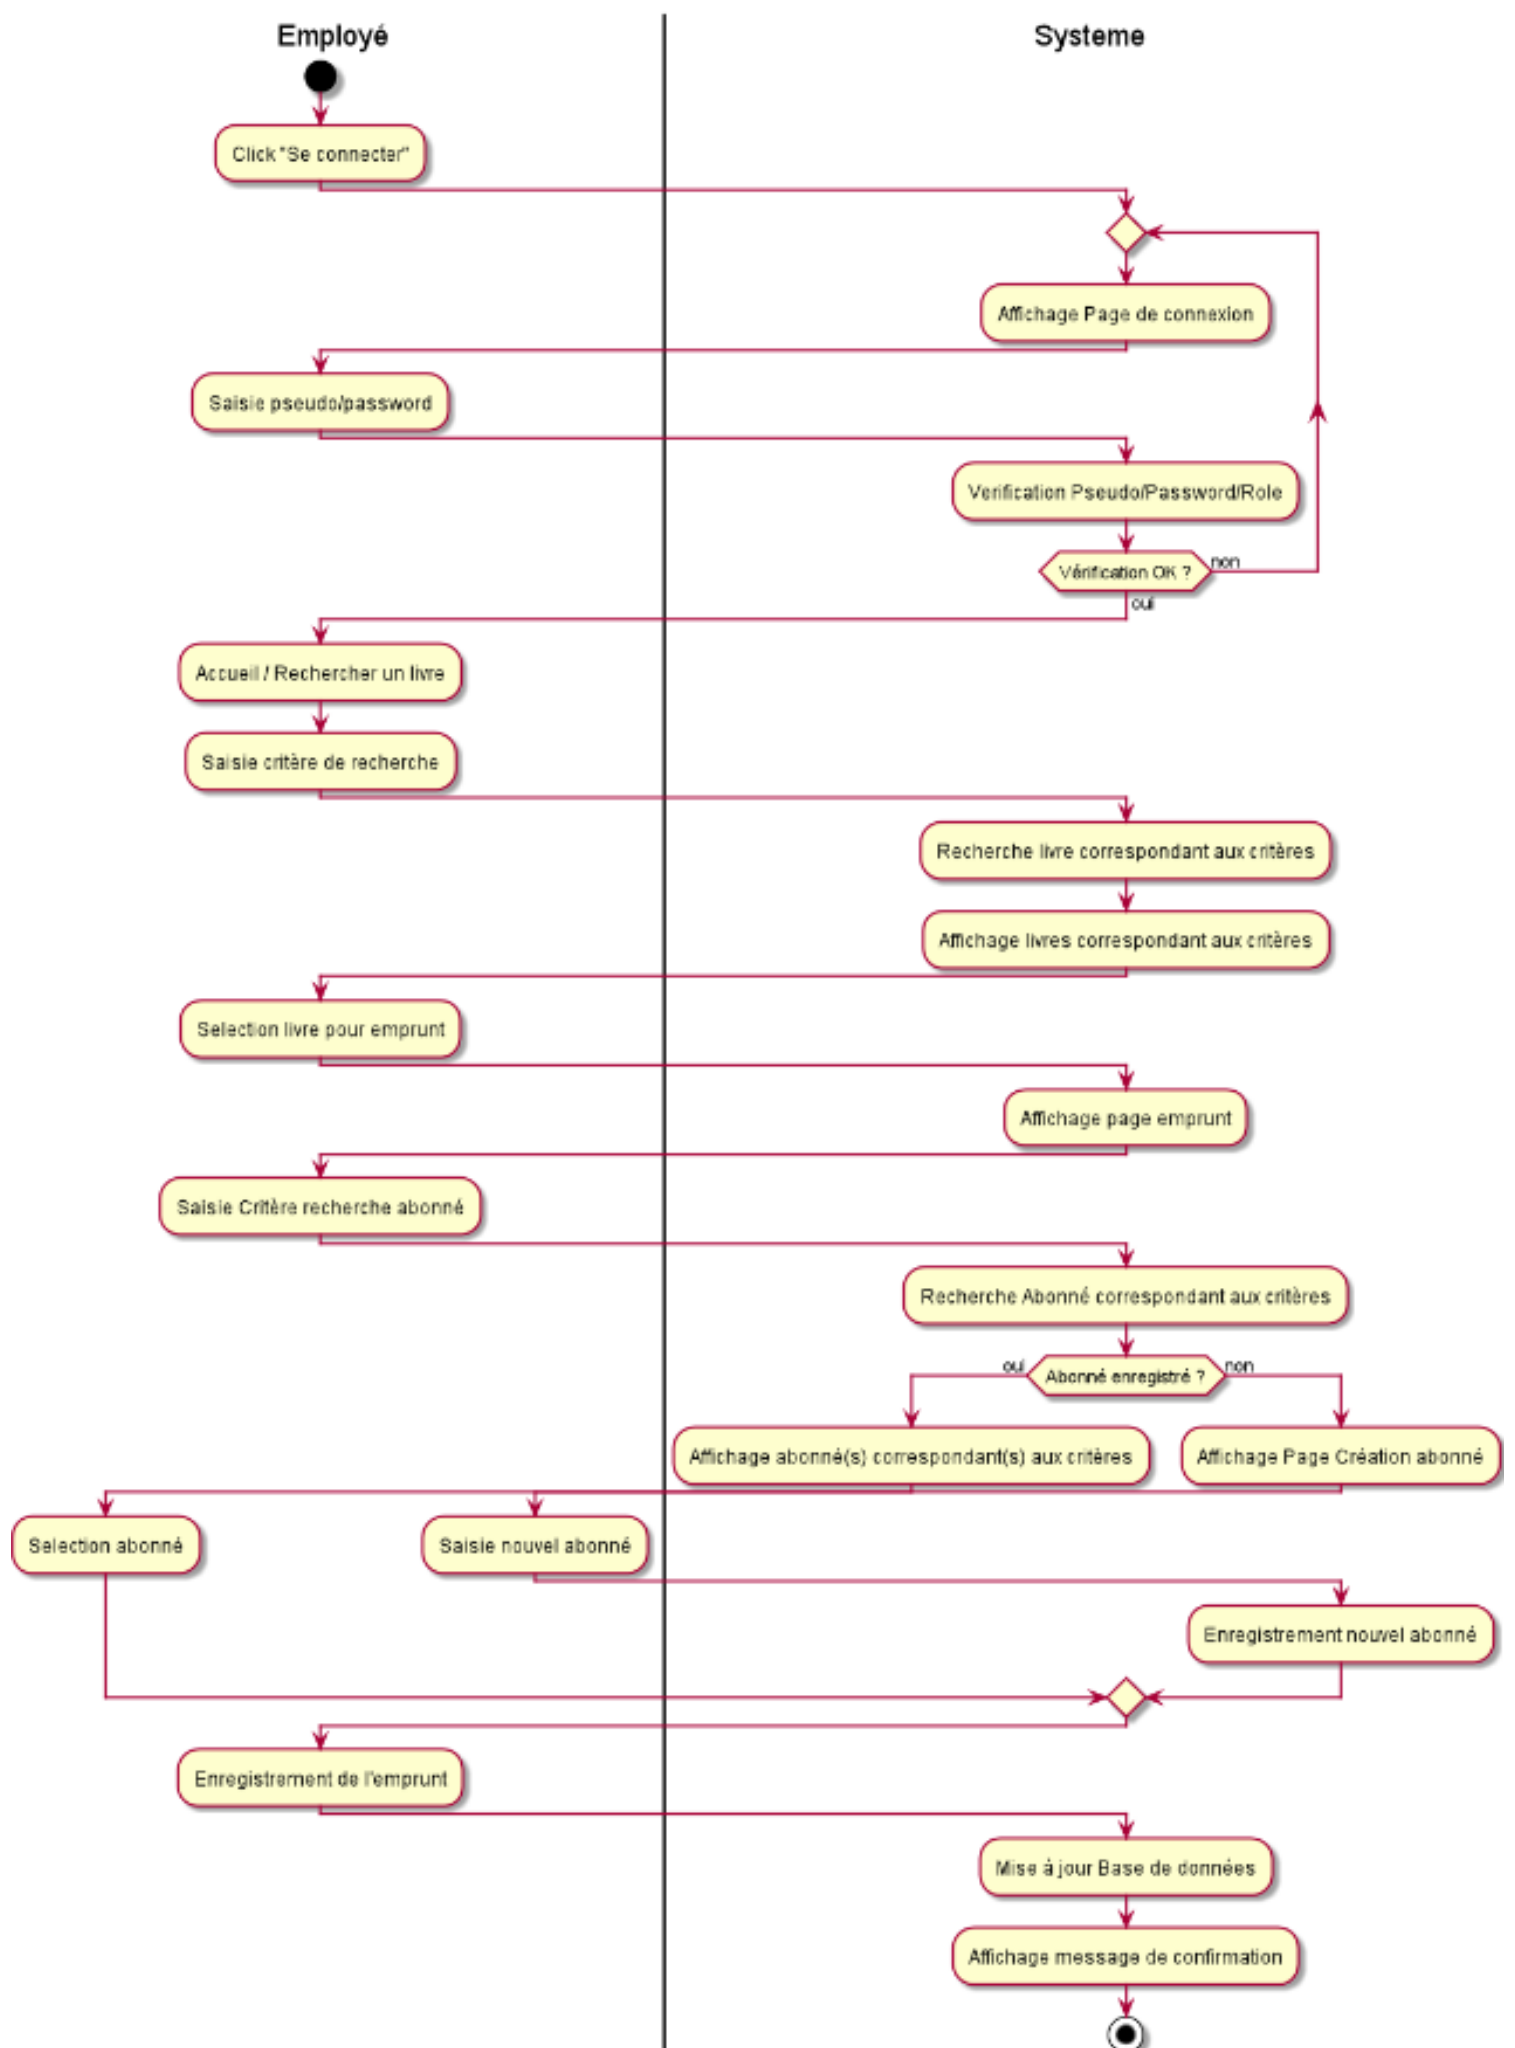 Employé
Systeme
Click "Se connecter"
Affichage Page de connexion
Saisie pseudo/password
Verification Pseudo/Password/Role
Vérification OK ?
non
oui
Accueil / Rechercher un livre
Saisie critère de recherche
Recherche livre correspondant aux critères
Affichage livres correspondant aux critères
Selection livre pour emprunt
Affichage page emprunt
Saisie Critère recherche abonné
Recherche Abonné correspondant aux critères
oui
Abonné enregistré ?
non
Affichage abonné(s) correspondant(s) aux critères
Affichage Page Création abonné
Selection abonné
Saisie nouvel abonné
Enregistrement nouvel abonné
Enregistrement de l'emprunt
Mise à jour Base de données
Affichage message de confirmation